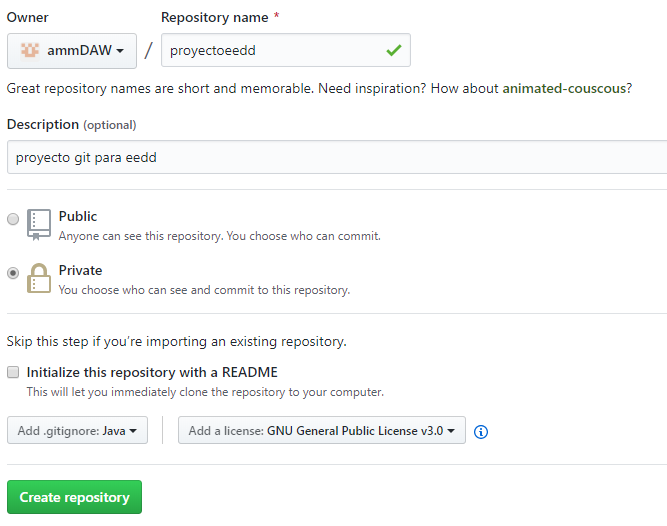 Owner
Repository name *
ammDAW / proyectoeedd
Great repository names are short and memorable. Need inspiration? How about animated-couscous?
Description (optional)
proyecto git para eedd
Public
Anyone can see this repository. You choose who can commit.
Private
You choose who can see and commit to this repository.
Skip this step if you’re importing an existing repository.
Initialize this repository with a README
This will let you immediately clone the repository to your computer.
Add .gitignore: Java
Add a license: GNU General Public License v3.0
Create repository